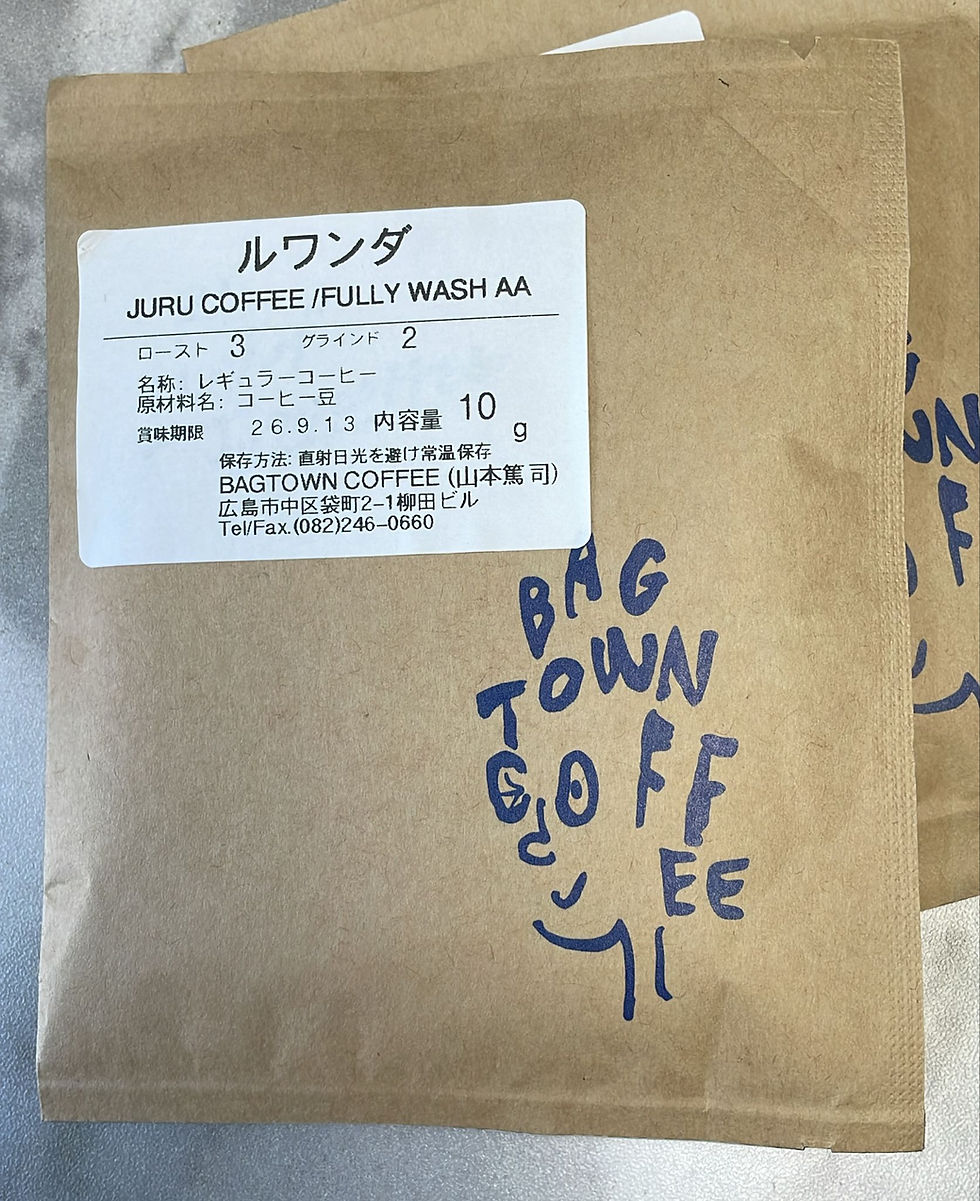 ルワンダ
JURU COFFEE /FULLY WASH AA
ロースト 3 グラインド 2
名称: レギュラーコーヒー
原材料名: コーヒー豆
賞味期限 26.9.13 内容量 10 g
保存方法: 直射日光を避け常温保存
BAGTOWN COFFEE (山本篤司)
広島市中区袋町2-1柳田ビル
Tel/Fax.(082)246-0660
BAG
TOWN
COFF
EE